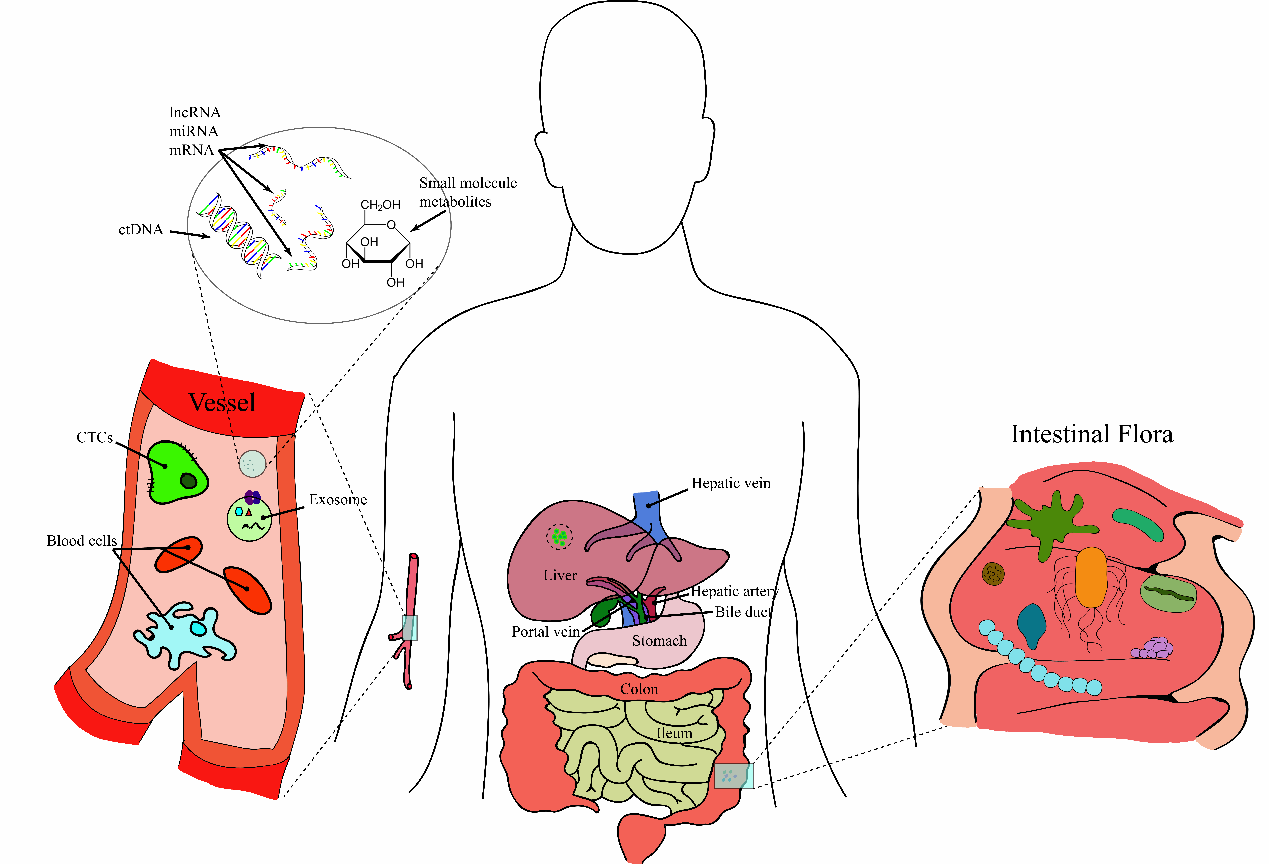 lncRNA
miRNA
mRNA
Small molecule
metabolites
CH₂OH
O
OH
OH
OH
OH
ctDNA
Vessel
CTCs
Exosome
Blood cells
Hepatic vein
Liver
Hepatic artery
Bile duct
Portal vein
Stomach
Colon
Ileum
Intestinal Flora